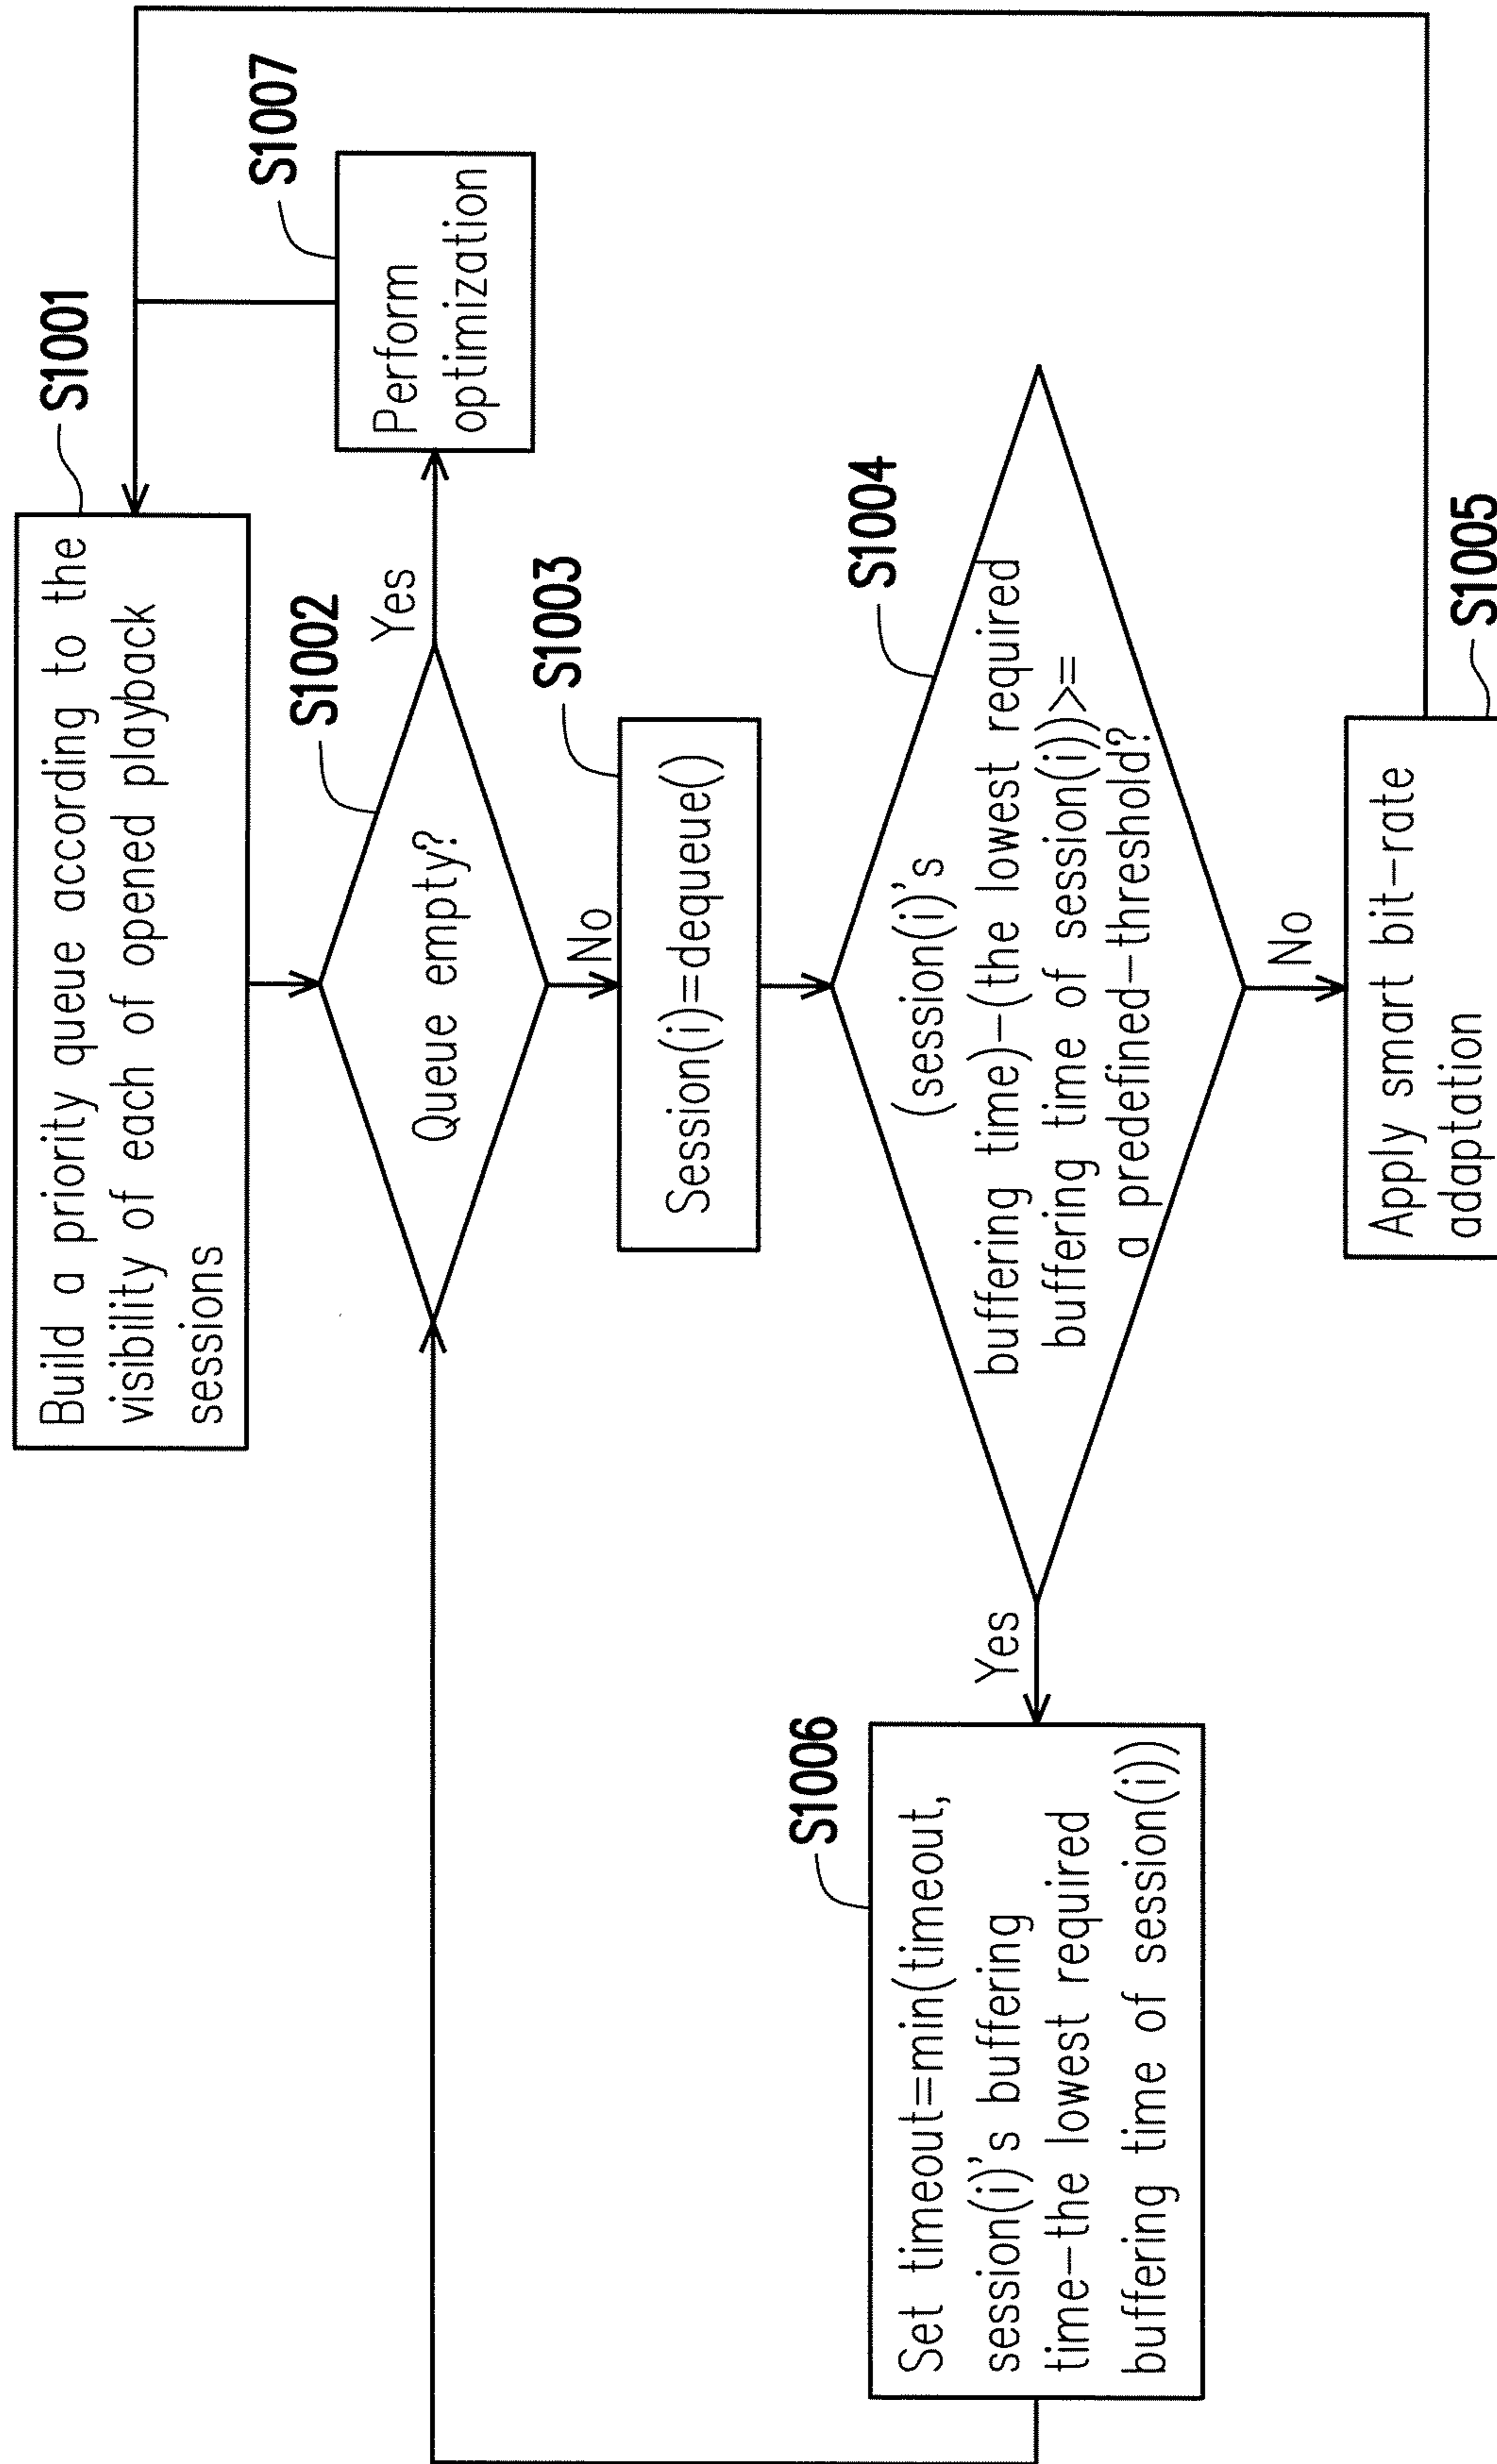 S1001
Build a priority queue according to the
visibility of each of opened playback
sessions
S1002
Queue empty?
Yes
No
S1007
Perform
optimization
S1003
Session(i)=dequeue()
S1004
(session(i)'s
buffering time)-(the lowest required
buffering time of session(i))>=
a predefined-threshold?
Yes
No
S1006
Set timeout=min(timeout,
session(i)'s buffering
time-the lowest required
buffering time of session(i))
S1005
Apply smart bit-rate
adaptation